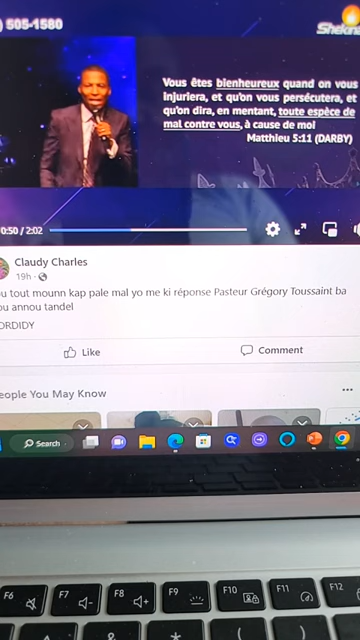 ) 505-1580
Shekina
Vous êtes bienheureux quand on vous
injuriera, et qu'on vous persécutera, et
qu'on dira, en mentant, toute espèce de
mal contre vous, à cause de moi
Matthieu 5:11 (DARBY)
0:50 / 2:02
Claudy Charles
19h
u tout mounn kap pale mal yo me ki réponse Pasteur Grégory Toussaint ba
ou annou tandel
ORDIDY
Like
Comment
eople You May Know
Search
F6
F7
F8
F9
F10
F11
F12
&
*
(
)